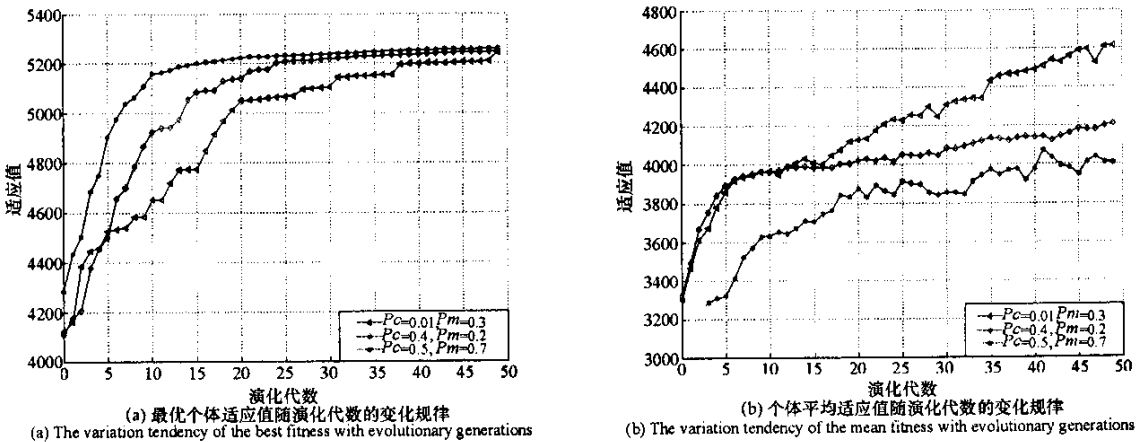 5400
5200
5000
4800
4600
4400
4200
4000
适应值
0 5 10 15 20 25 30 35 40 45 50
演化代数
Pc=0.01 Pm=0.3
Pc=0.4, Pm=0.2
Pc=0.5, Pm=0.7
(a) 最优个体适应值随演化代数的变化规律
(a) The variation tendency of the best fitness with evolutionary generations
4800
4600
4400
4200
4000
3800
3600
3400
3200
3000
适应值
0 5 10 15 20 25 30 35 40 45 50
演化代数
Pc=0.01 Pm=0.3
Pc=0.4, Pm=0.2
Pc=0.5, Pm=0.7
(b) 个体平均适应值随演化代数的变化规律
(b) The variation tendency of the mean fitness with evolutionary generations